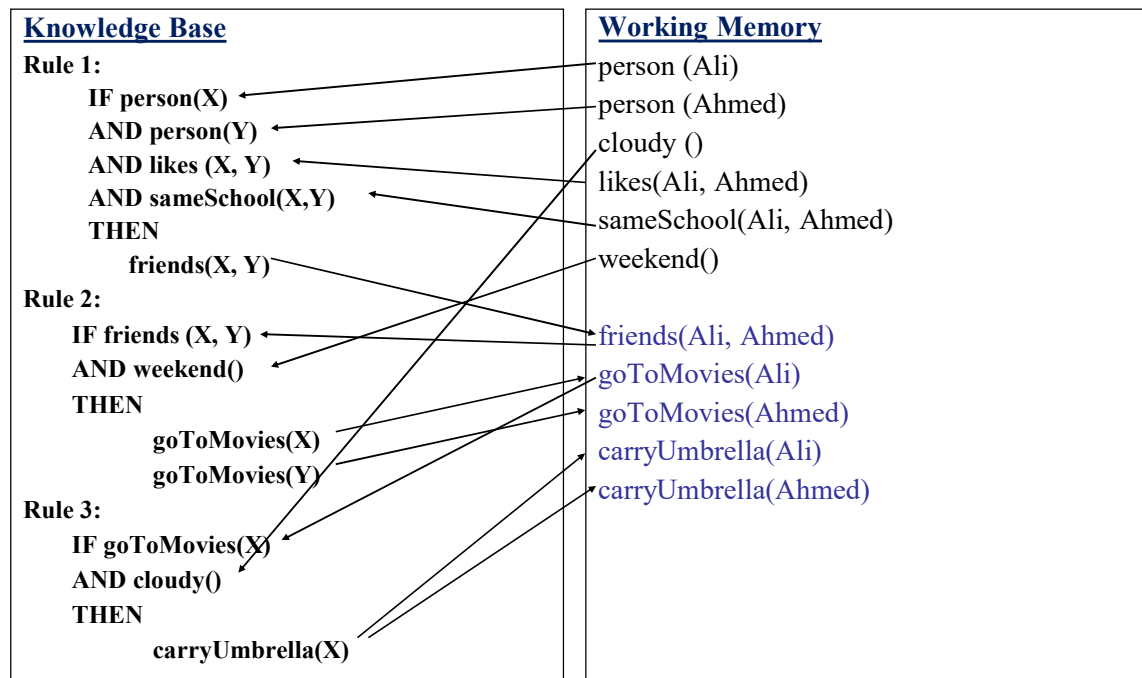 Knowledge Base
Rule 1:
IF person(X)
AND person(Y)
AND likes (X, Y)
AND sameSchool(X,Y)
THEN
friends(X, Y)
Rule 2:
IF friends (X, Y)
AND weekend()
THEN
goToMovies(X)
goToMovies(Y)
Rule 3:
IF goToMovies(X)
AND cloudy()
THEN
carryUmbrella(X)
Working Memory
person (Ali)
person (Ahmed)
cloudy ()
likes(Ali, Ahmed)
sameSchool(Ali, Ahmed)
weekend()
friends(Ali, Ahmed)
goToMovies(Ali)
goToMovies(Ahmed)
carryUmbrella(Ali)
carryUmbrella(Ahmed)